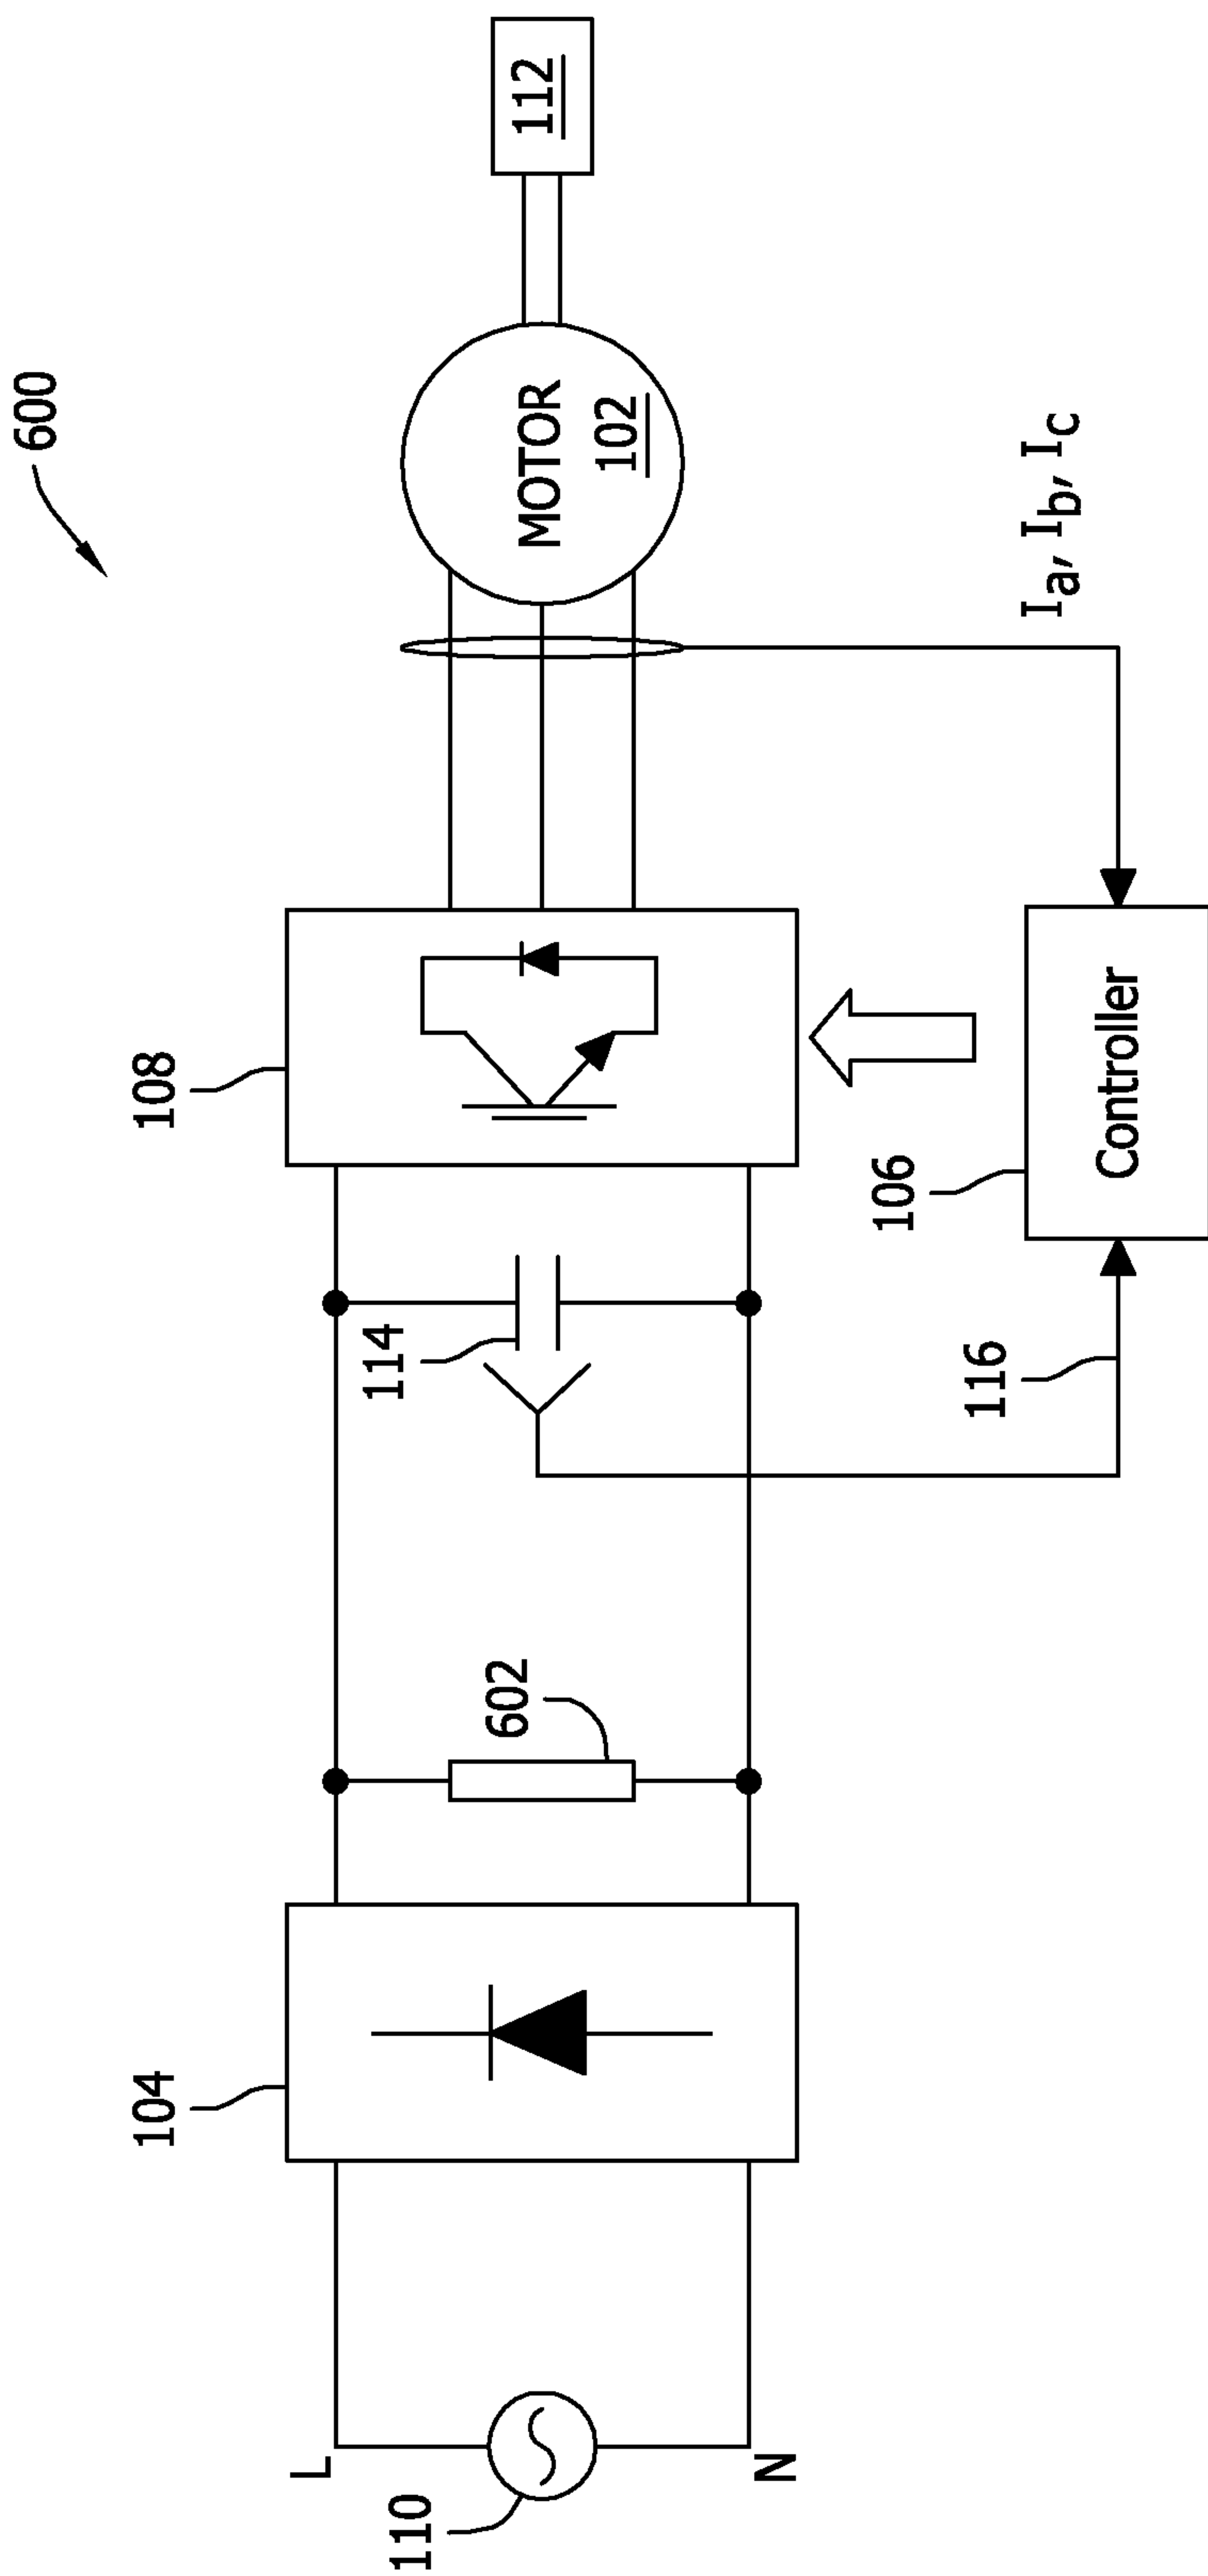 600
112
MOTOR
102
108
104
114
602
L
110
N
106
116
Controller
Ia, Ib, Ic